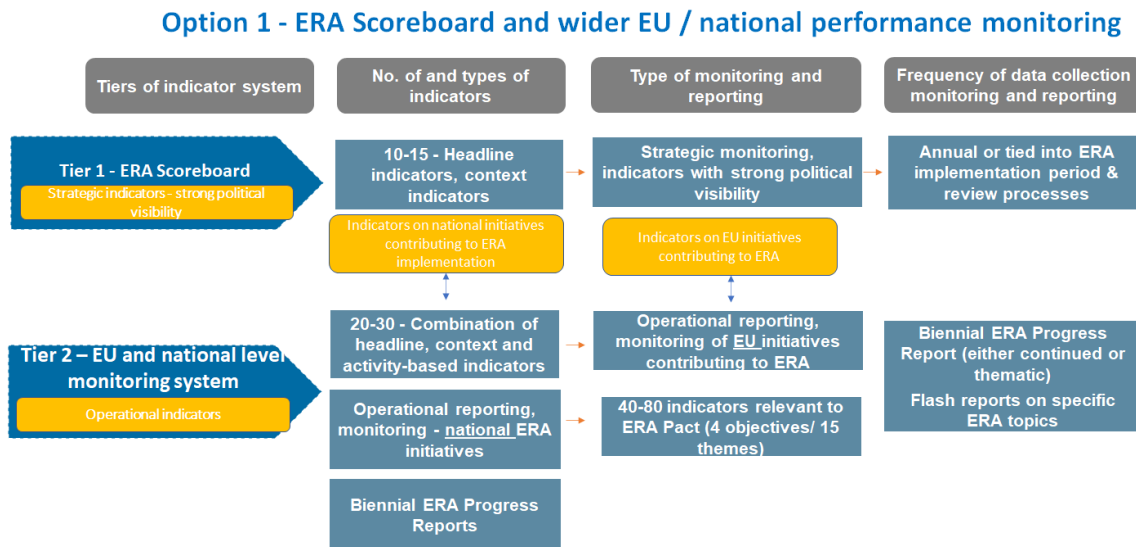 Option 1 - ERA Scoreboard and wider EU / national performance monitoring
Tiers of indicator system
No. of and types of
indicators
Type of monitoring and
reporting
Frequency of data collection
monitoring and reporting
Tier 1 - ERA Scoreboard
Strategic indicators - strong political
visibility
10-15 - Headline
indicators, context
indicators
Strategic monitoring,
indicators with strong political
visibility
Annual or tied into ERA
implementation period &
review processes
Indicators on national initiatives
contributing to ERA
implementation
Indicators on EU initiatives
contributing to ERA
Tier 2 – EU and national level
monitoring system
Operational indicators
20-30 - Combination of
headline, context and
activity-based indicators
Operational reporting,
monitoring of EU initiatives
contributing to ERA
Biennial ERA Progress
Report (either continued or
thematic)
Flash reports on specific
ERA topics
Operational reporting,
monitoring - national ERA
initiatives
40-80 indicators relevant to
ERA Pact (4 objectives/ 15
themes)
Biennial ERA Progress
Reports